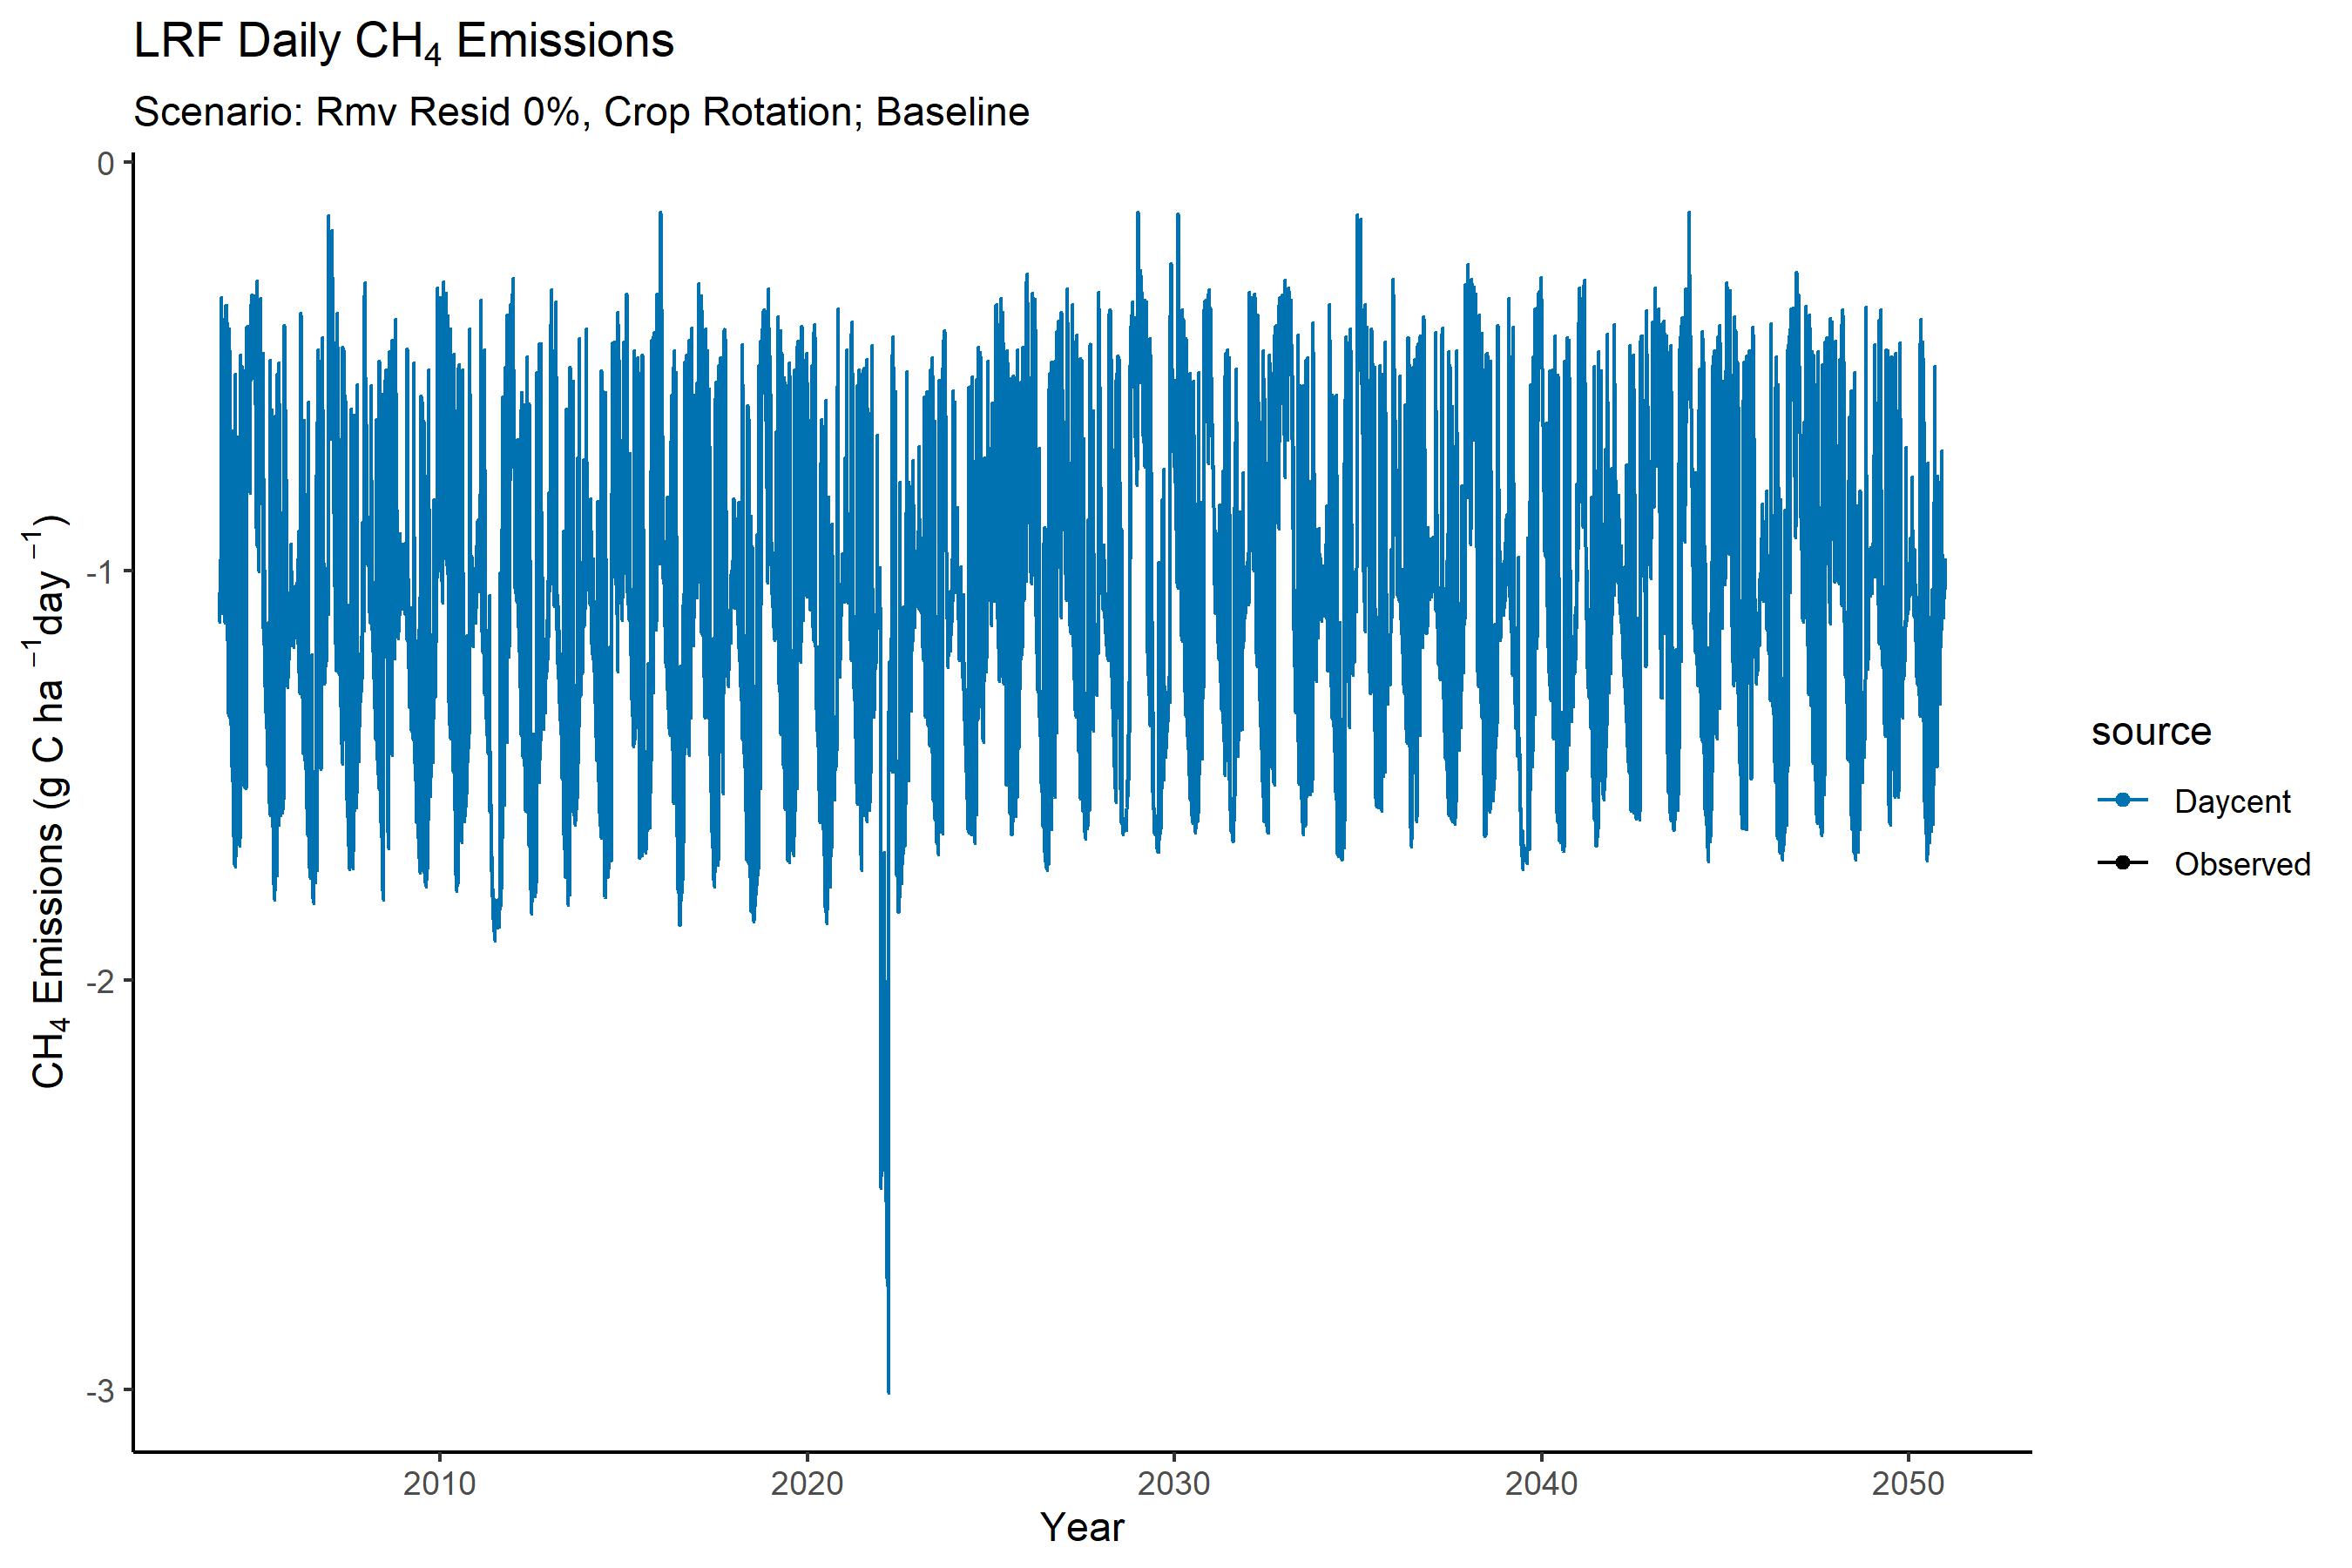 LRF Daily CH₄ Emissions
Scenario: Rmv Resid 0%, Crop Rotation; Baseline
CH₄ Emissions (g C ha ⁻¹day ⁻¹)
0
-1
-2
-3
2010 2020 2030 2040 2050
Year
source
Daycent
Observed